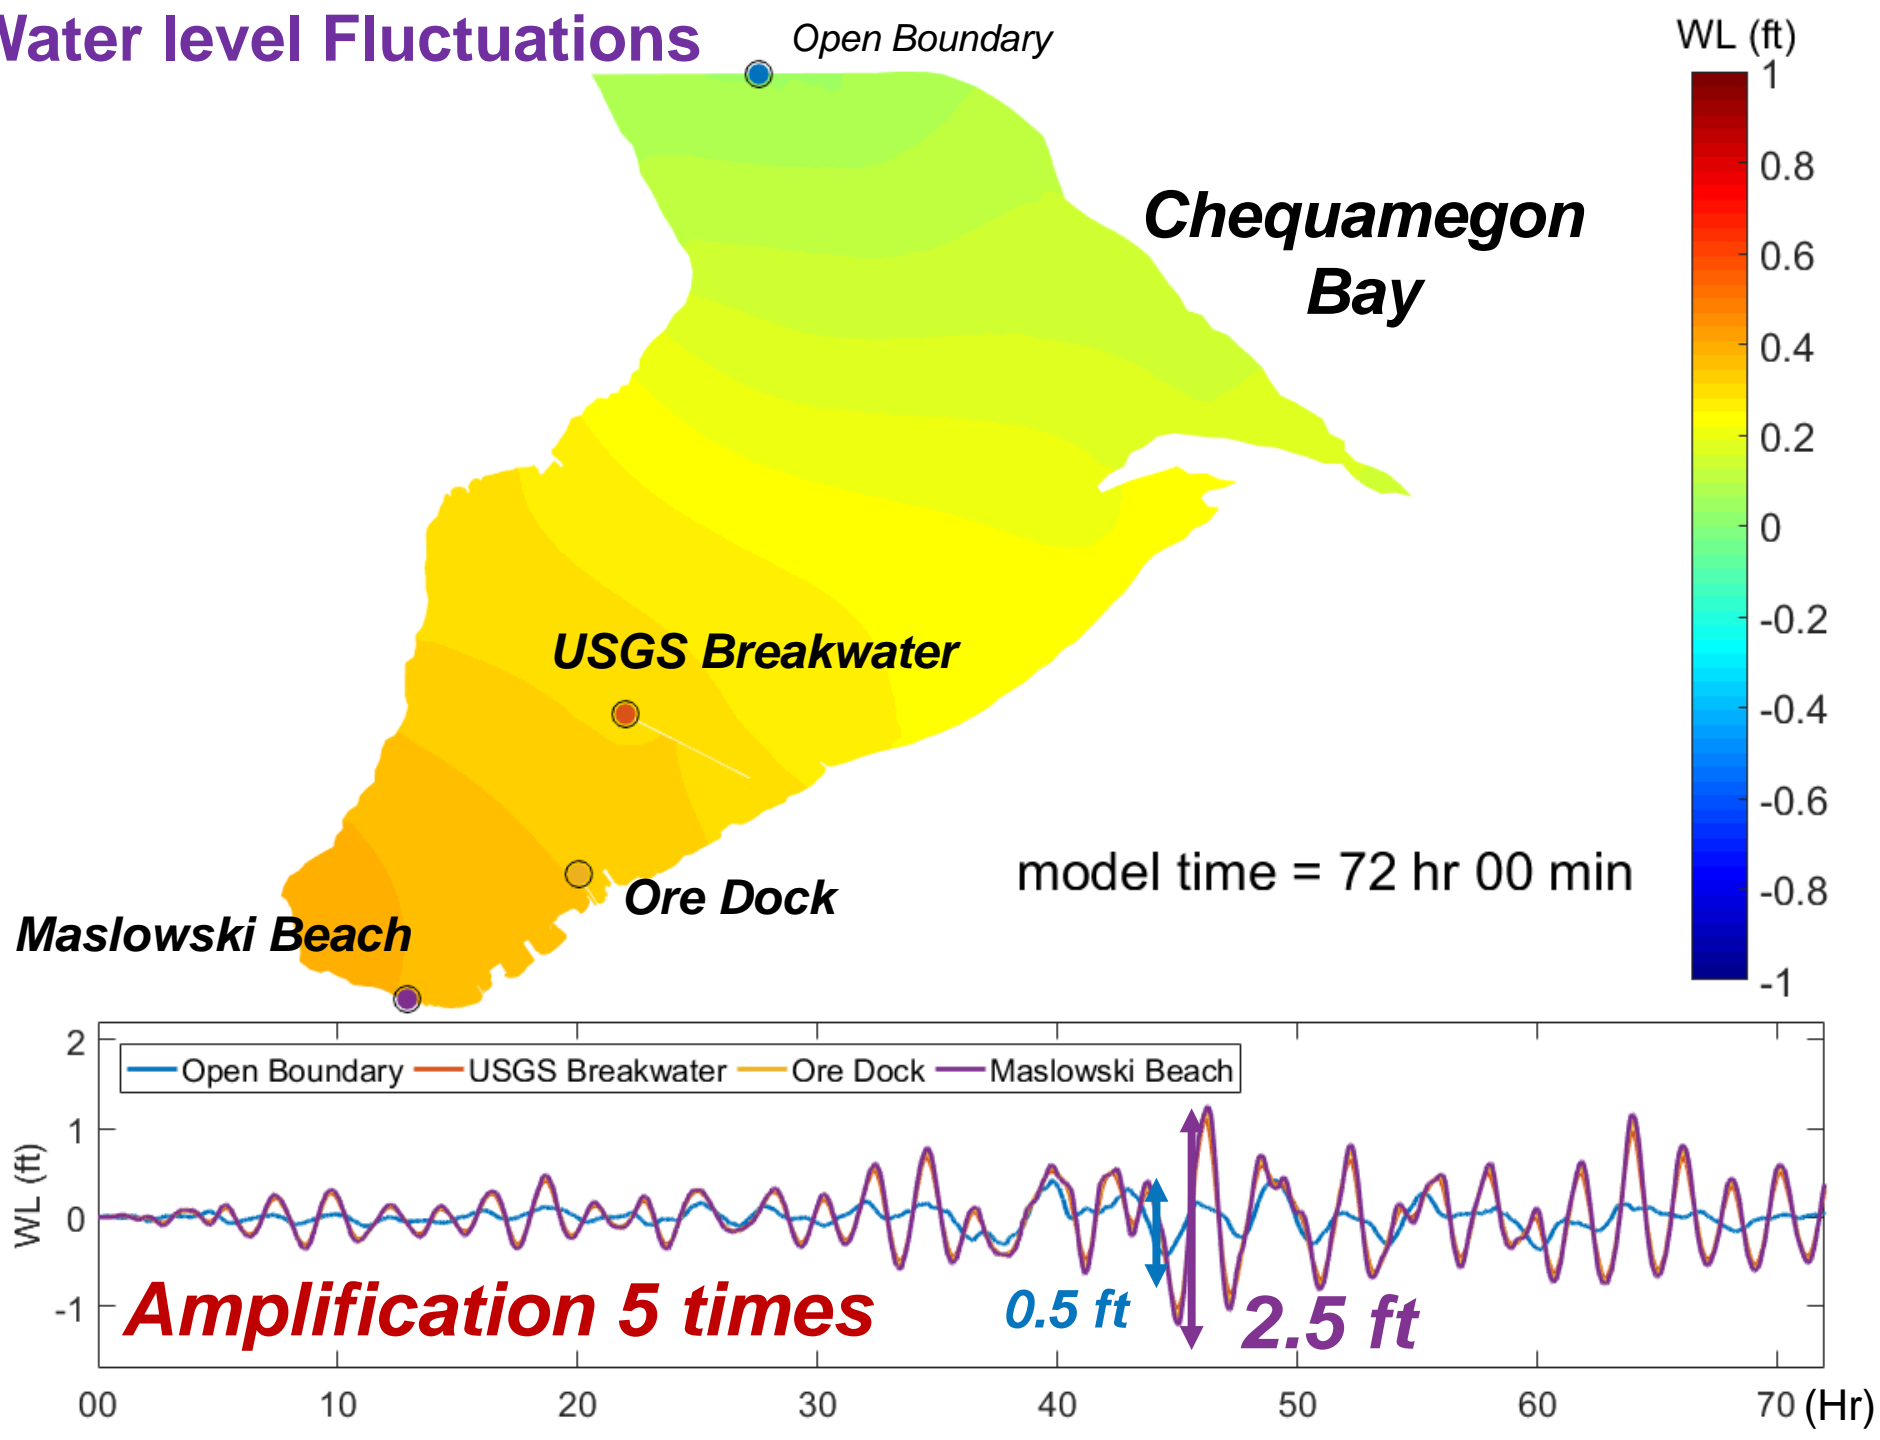 Water level Fluctuations
Open Boundary
WL (ft)
1
0.8
0.6
0.4
0.2
0
-0.2
-0.4
-0.6
-0.8
-1
Chequamegon
Bay
USGS Breakwater
model time = 72 hr 00 min
Ore Dock
Maslowski Beach
2
1
0
-1
WL (ft)
Open Boundary USGS Breakwater Ore Dock Maslowski Beach
Amplification 5 times
0.5 ft
2.5 ft
00 10 20 30 40 50 60 70 (Hr)